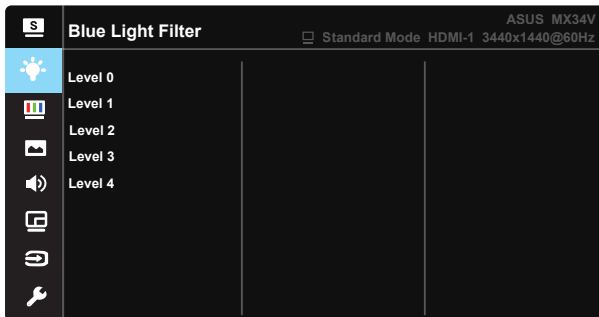 S
Blue Light Filter
ASUS MX34V
Standard Mode HDMI-1 3440x1440@60Hz
Level 0
Level 1
Level 2
Level 3
Level 4